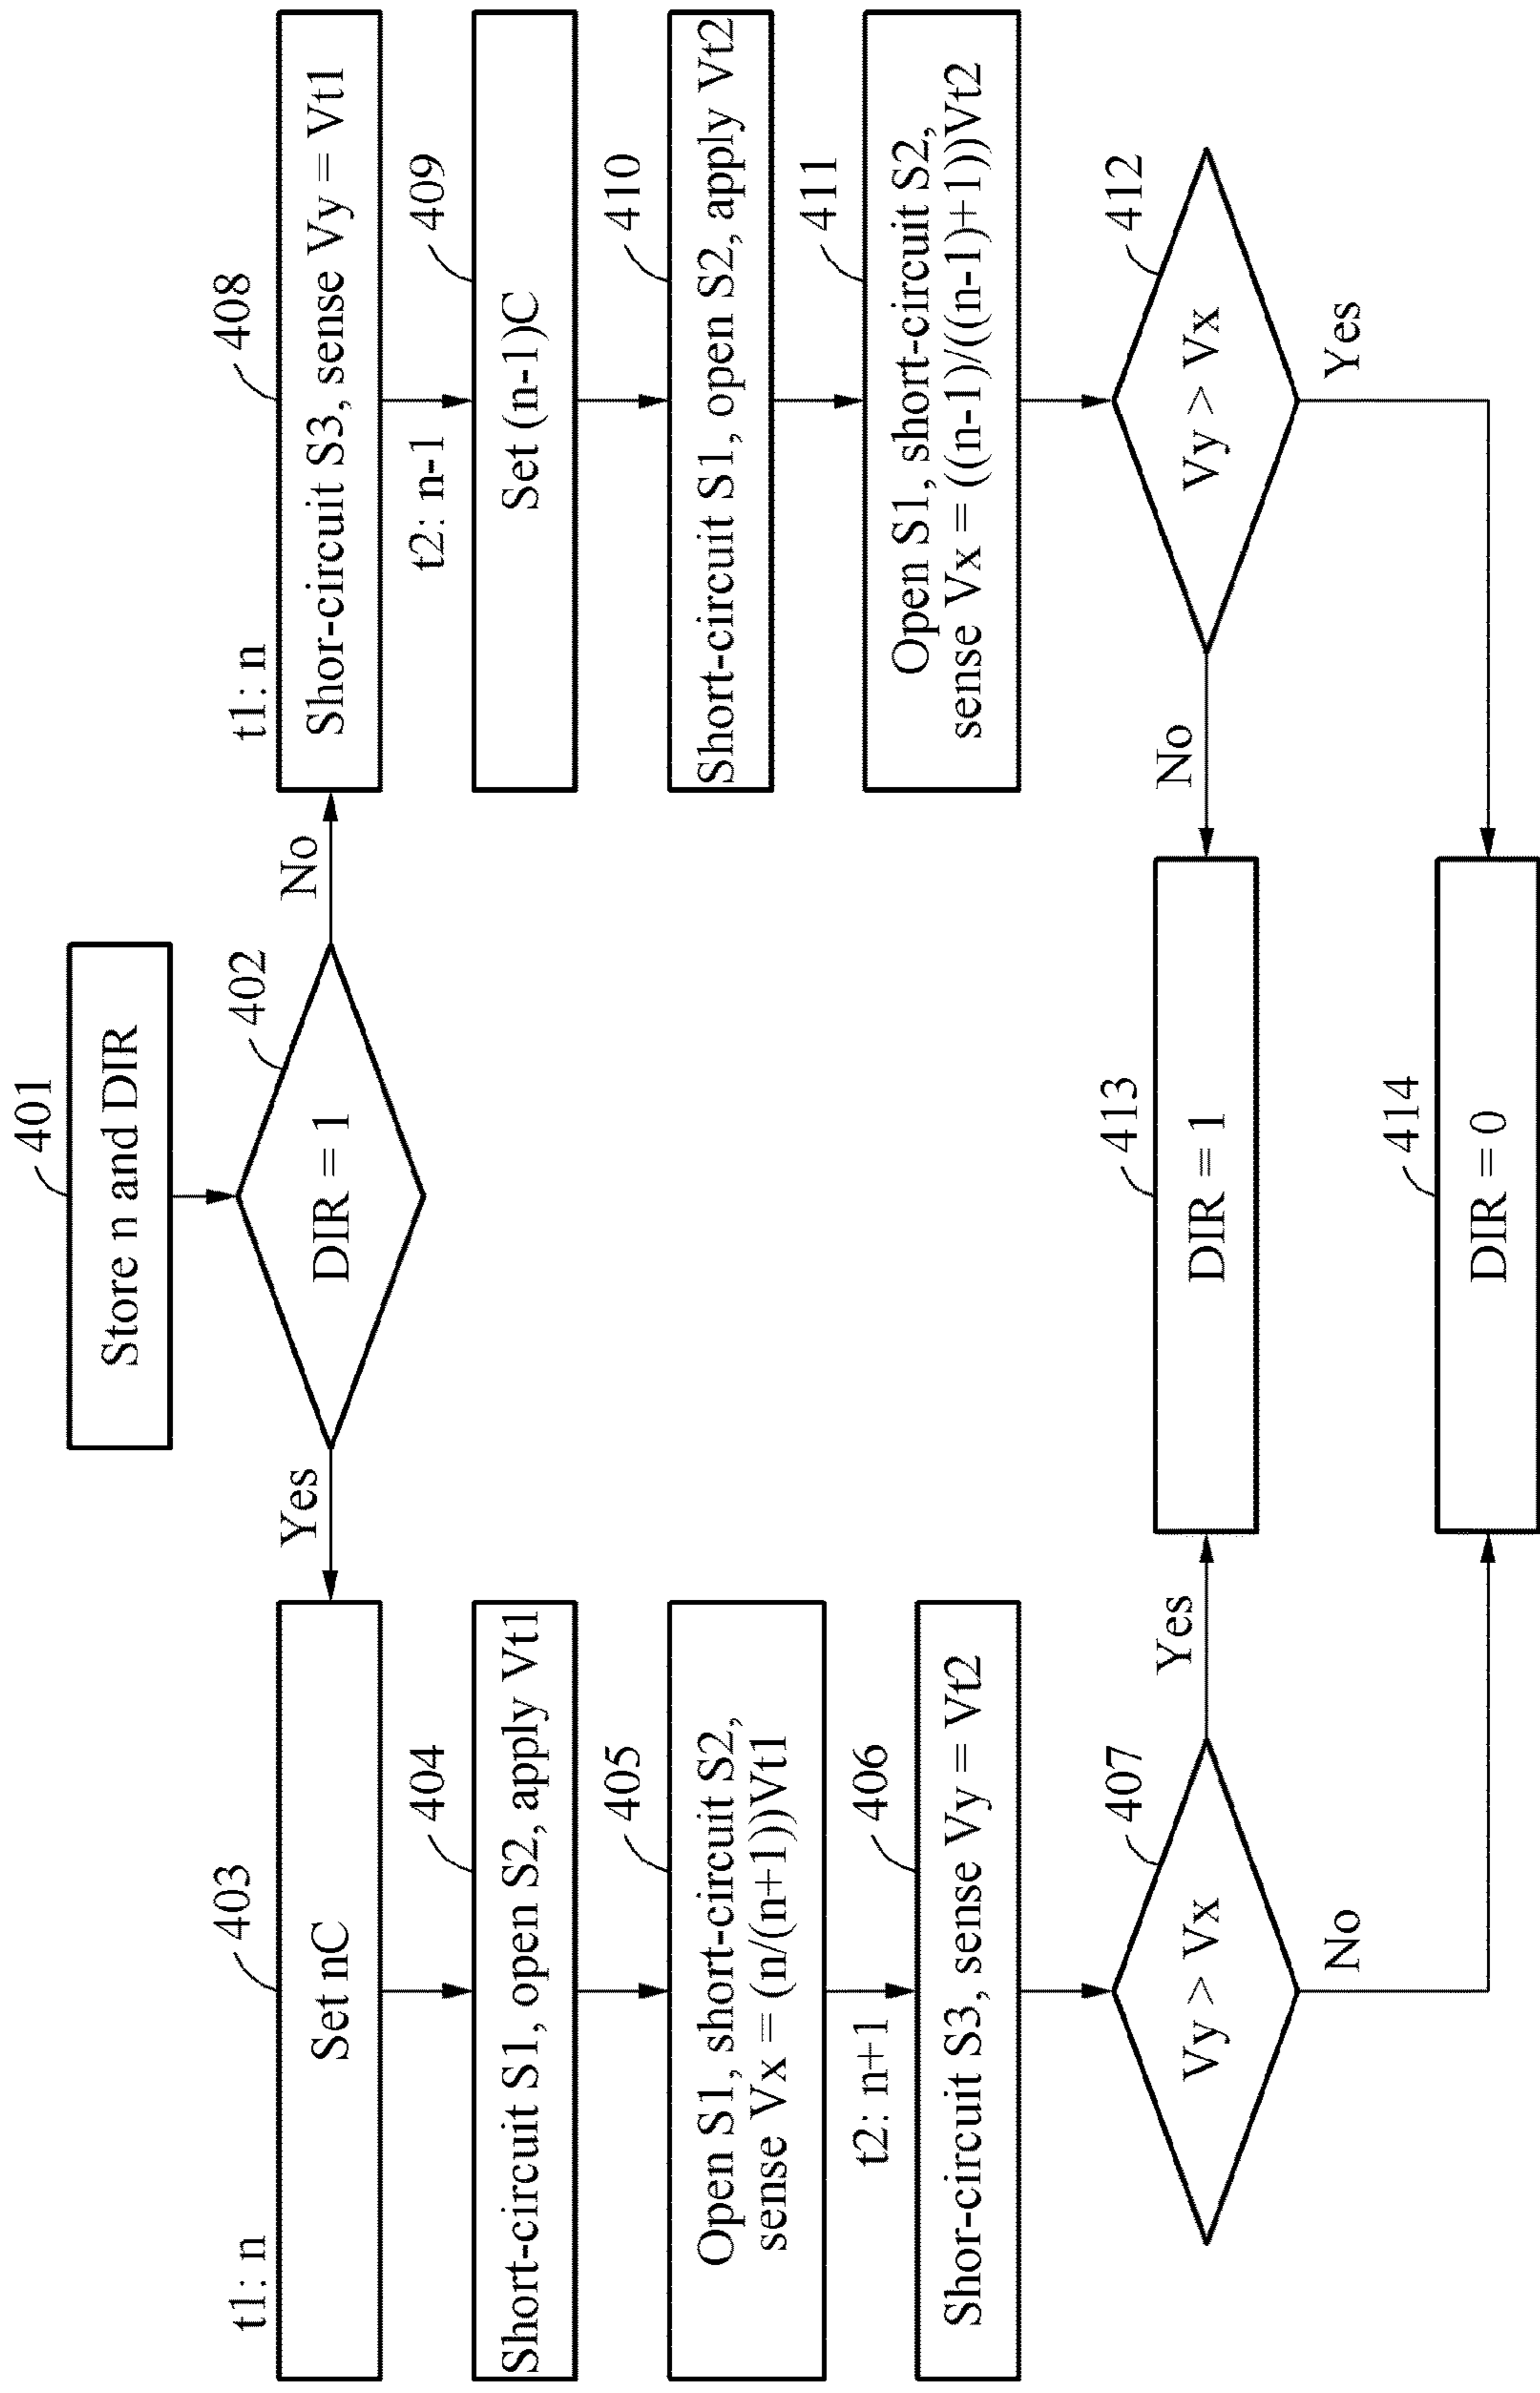 401
Store n and DIR
402
DIR = 1
Yes
No
t1: n
403
Set nC
404
Short-circuit S1, open S2, apply Vt1
405
Open S1, short-circuit S2,
sense Vx = (n/(n+1))Vt1
t2: n+1
406
Shor-circuit S3, sense Vy = Vt2
407
Vy > Vx
Yes
No
t1: n
408
Shor-circuit S3, sense Vy = Vt1
t2: n-1
409
Set (n-1)C
410
Short-circuit S1, open S2, apply Vt2
411
Open S1, short-circuit S2,
sense Vx = ((n-1)/((n-1)+1))Vt2
412
Vy > Vx
No
Yes
413
DIR = 1
414
DIR = 0